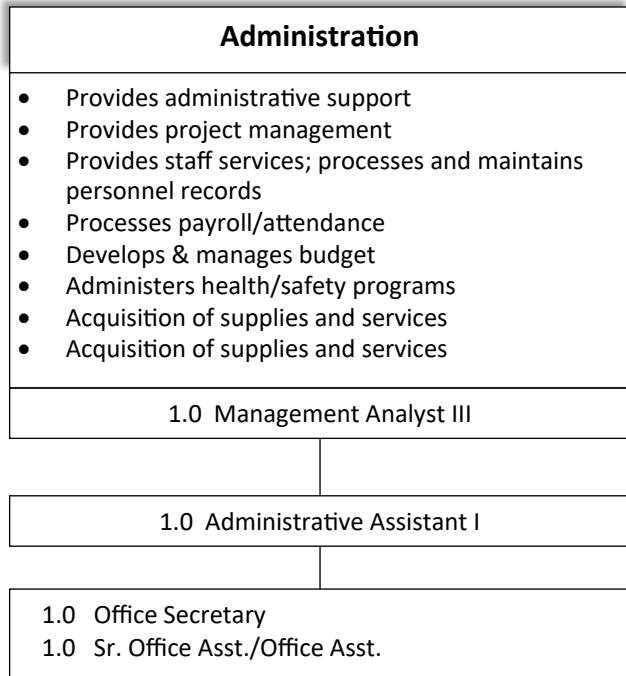 Administration
• Provides administrative support
• Provides project management
• Provides staff services; processes and maintains
personnel records
• Processes payroll/attendance
• Develops & manages budget
• Administers health/safety programs
• Acquisition of supplies and services
• Acquisition of supplies and services
1.0 Management Analyst III
1.0 Administrative Assistant I
1.0 Office Secretary
1.0 Sr. Office Asst./Office Asst.